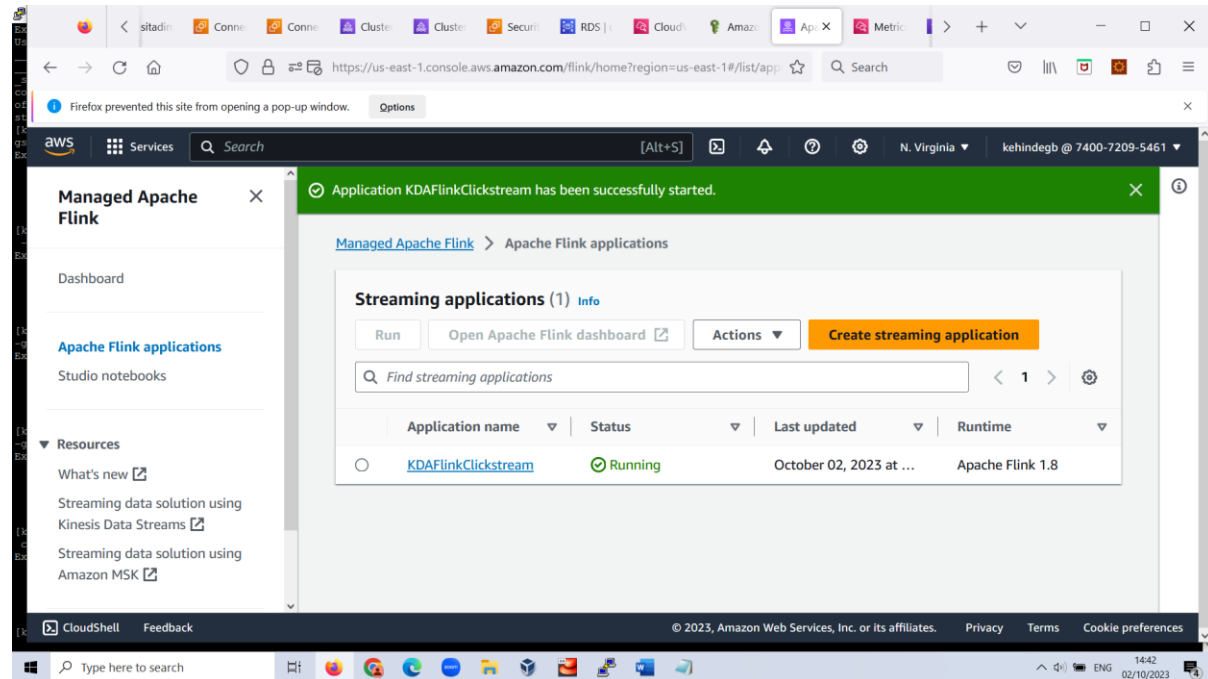 sitadin
Conne
Conne
Cluste
Cluste
Securit
RDS |
Cloud
Amazo
Apa
Metric
https://us-east-1.console.aws.amazon.com/flink/home?region=us-east-1#/list/app
Search
Firefox prevented this site from opening a pop-up window.
Options
aws
Services
Search
[Alt+S]
N. Virginia
kehindegb @ 7400-7209-5461
Managed Apache
Flink
Dashboard
Apache Flink applications
Studio notebooks
Resources
What's new
Streaming data solution using
Kinesis Data Streams
Streaming data solution using
Amazon MSK
Application KDAFlinkClickstream has been successfully started.
Managed Apache Flink > Apache Flink applications
Streaming applications (1) Info
Run
Open Apache Flink dashboard
Actions
Create streaming application
Find streaming applications
1
Application name
Status
Last updated
Runtime
KDAFlinkClickstream
Running
October 02, 2023 at ...
Apache Flink 1.8
CloudShell
Feedback
© 2023, Amazon Web Services, Inc. or its affiliates.
Privacy
Terms
Cookie preferences
Type here to search
ENG
14:42
02/10/2023